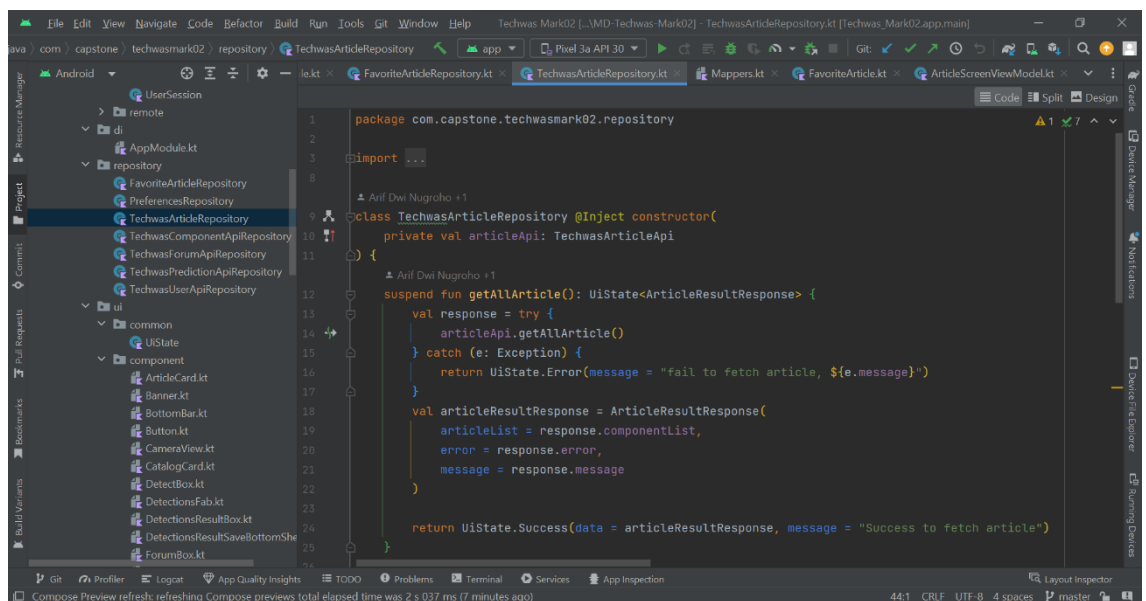 File Edit View Navigate Code Refactor Build Run Tools Git Window Help Techwas Mark02 [...\MD-Techwas-Mark02] - TechwasArticleRepository.kt [Techwas_Mark02.app.main]
java com capstone techwasmark02 repository TechwasArticleRepository app Pixel 3a API 30 Git:
Android
le.kt FavoriteArticleRepository.kt TechwasArticleRepository.kt Mappers.kt FavoriteArticle.kt ArticleScreenViewModel.kt
Code Split Design
Resource Manager
Project
Commit
Pull Requests
Bookmarks
Build Variants
UserSession
remote
di
AppModule.kt
repository
FavoriteArticleRepository
PreferencesRepository
TechwasArticleRepository
TechwasComponentApiRepository
TechwasForumApiRepository
TechwasPredictionApiRepository
TechwasUserApiRepository
ui
common
UiState
component
ArticleCard.kt
Banner.kt
BottomBar.kt
Button.kt
CameraView.kt
CatalogCard.kt
DetectBox.kt
DetectionsFab.kt
DetectionsResultBox.kt
DetectionsResultSaveBottomShe
ForumBox.kt
1 package com.capstone.techwasmark02.repository
1 7
2
3 import ...
8
Arif Dwi Nugroho +1
9 class TechwasArticleRepository @Inject constructor(
10 private val articleApi: TechwasArticleApi
11 ) {
Arif Dwi Nugroho +1
12 suspend fun getAllArticle(): UiState<ArticleResultResponse> {
13 val response = try {
14 articleApi.getAllArticle()
15 } catch (e: Exception) {
16 return UiState.Error(message = "fail to fetch article, ${e.message}")
17 }
18 val articleResultResponse = ArticleResultResponse(
19 articleList = response.componentList,
20 error = response.error,
21 message = response.message
22 )
23
24 return UiState.Success(data = articleResultResponse, message = "Success to fetch article")
25 }
26
Gradle
Device Manager
Notifications
Device File Explorer
Running Devices
Git Profiler Logcat App Quality Insights TODO Problems Terminal Services App Inspection Layout Inspector
Compose Preview refresh: refreshing Compose previews total elapsed time was 2 s 037 ms (7 minutes ago) 44:1 CRLF UTF-8 4 spaces master